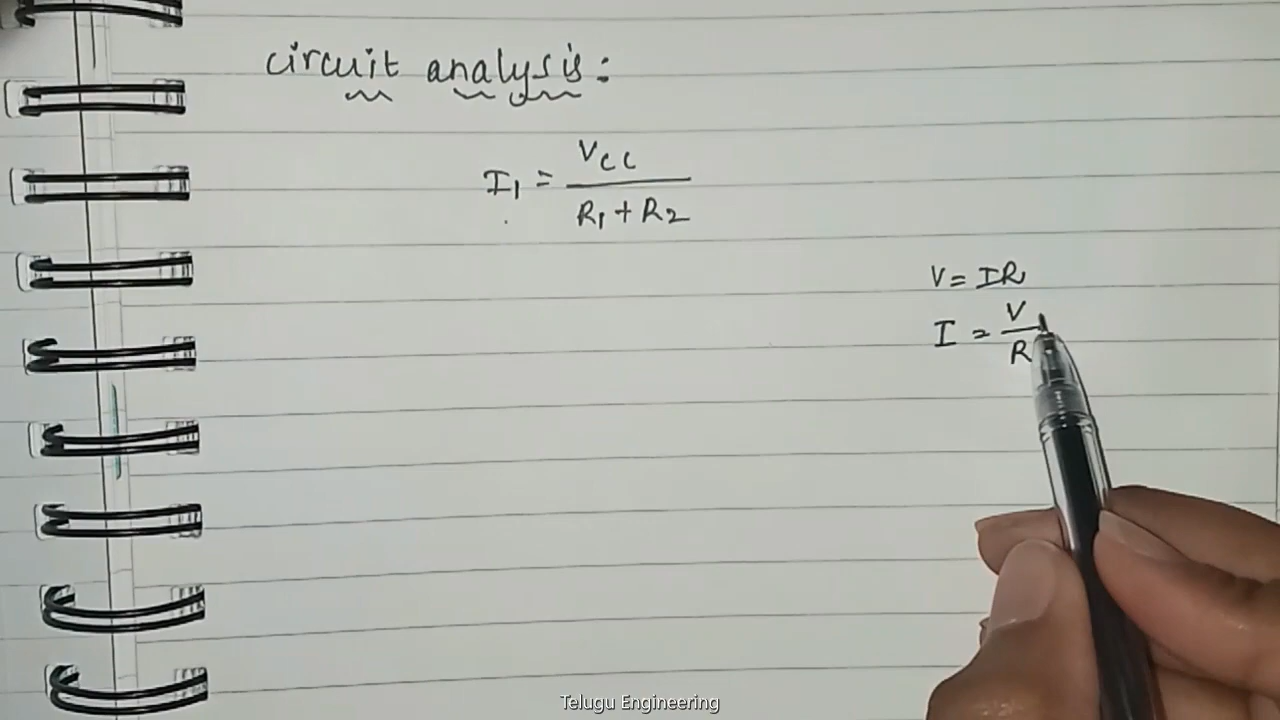 circuit analysis:
I₁ = VCC / R₁ + R₂
V = IR
I = V / R
Telugu Engineering